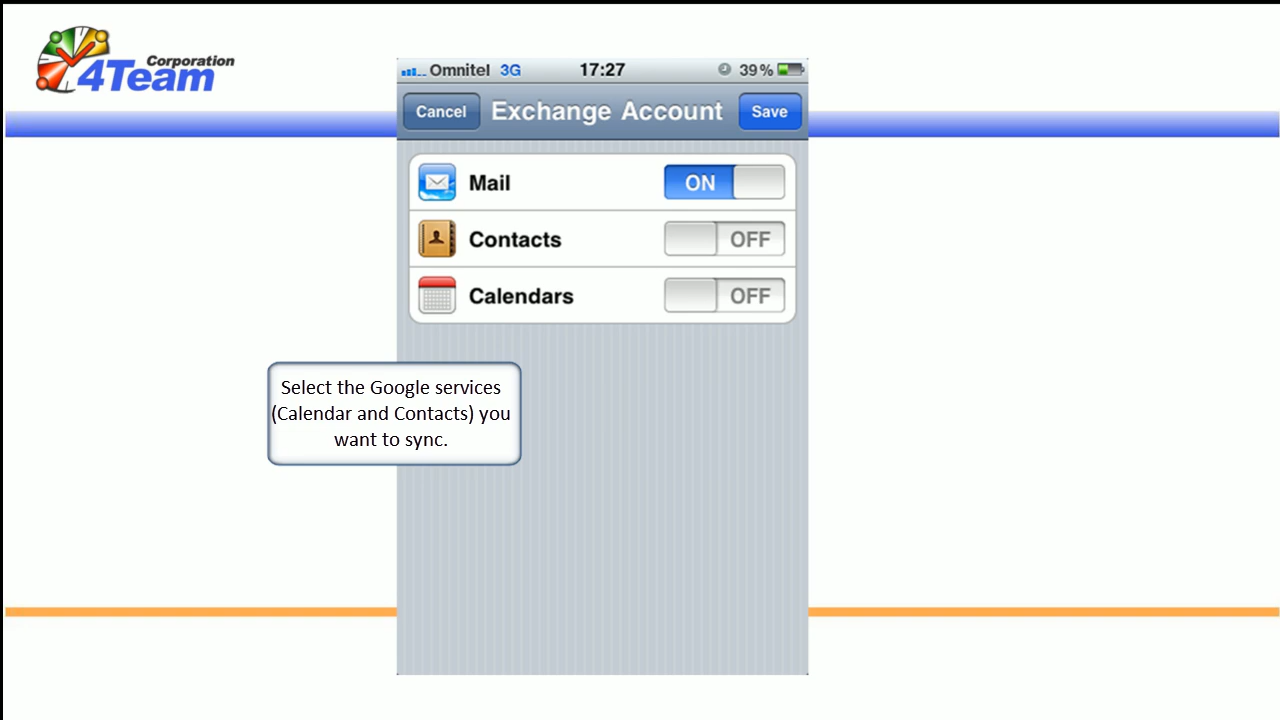 Corporation
4Team
Omnitel 3G 17:27 39%
Cancel Exchange Account Save
Mail ON
Contacts OFF
Calendars OFF
Select the Google services
(Calendar and Contacts) you
want to sync.